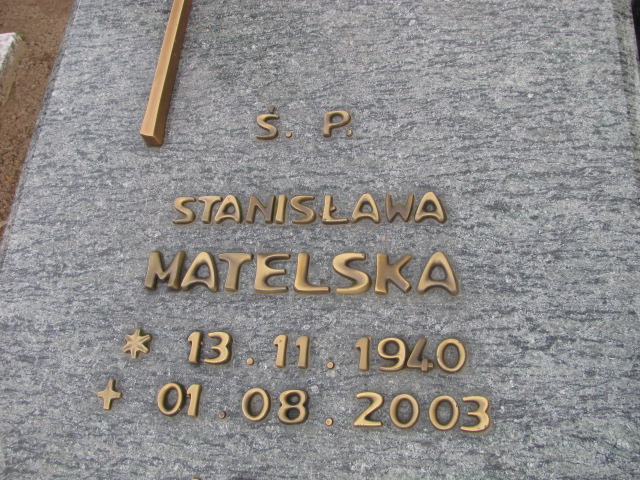 Ś. P.
STANISŁAWA
MATELSKA
* 13. 11. 1940
+ 01. 08. 2003